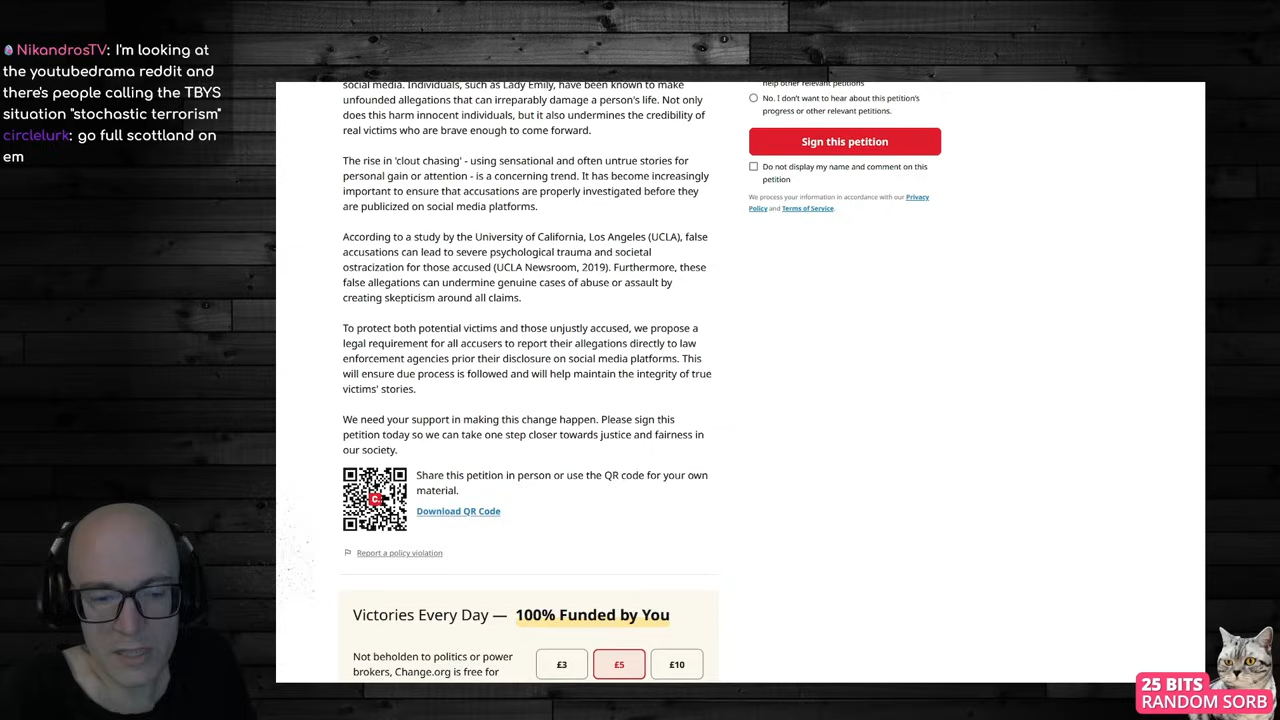 NikandrosTV: I'm looking at
the youtubedrama reddit and
there's people calling the TBYS
situation "stochastic terrorism"
circlelurk: go full scottland on
em
social media. Individuals, such as Lady Emily, have been known to make
unfounded allegations that can irreparably damage a person's life. Not only
does this harm innocent individuals, but it also undermines the credibility of
real victims who are brave enough to come forward.
The rise in 'clout chasing' - using sensational and often untrue stories for
personal gain or attention - is a concerning trend. It has become increasingly
important to ensure that accusations are properly investigated before they
are publicized on social media platforms.
According to a study by the University of California, Los Angeles (UCLA), false
accusations can lead to severe psychological trauma and societal
ostracization for those accused (UCLA Newsroom, 2019). Furthermore, these
false allegations can undermine genuine cases of abuse or assault by
creating skepticism around all claims.
To protect both potential victims and those unjustly accused, we propose a
legal requirement for all accusers to report their allegations directly to law
enforcement agencies prior their disclosure on social media platforms. This
will ensure due process is followed and will help maintain the integrity of true
victims' stories.
We need your support in making this change happen. Please sign this
petition today so we can take one step closer towards justice and fairness in
our society.
Share this petition in person or use the QR code for your own
material.
Download QR Code
Report a policy violation
Victories Every Day — 100% Funded by You
Not beholden to politics or power
brokers, Change.org is free for
£3
£5
£10
help other relevant petitions
No. I don't want to hear about this petition's
progress or other relevant petitions.
Sign this petition
Do not display my name and comment on this
petition
We process your information in accordance with our Privacy
Policy and Terms of Service.
25 BITS
RANDOM SORB